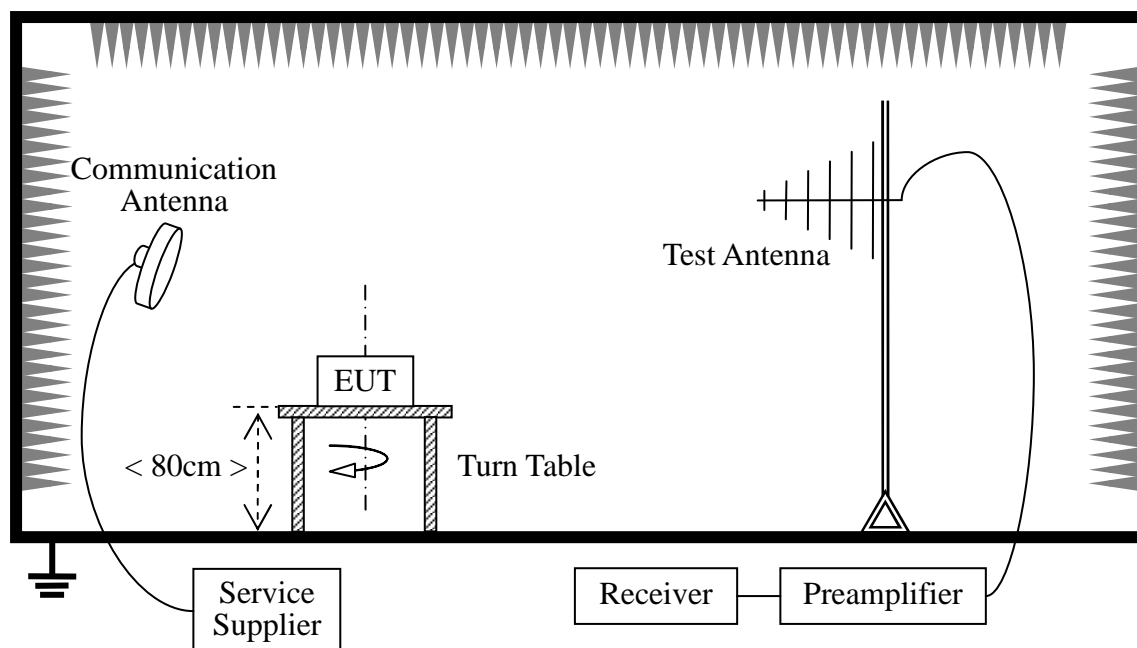 Communication
Antenna
Test Antenna
EUT
< 80cm >
Turn Table
Service
Supplier
Receiver
Preamplifier